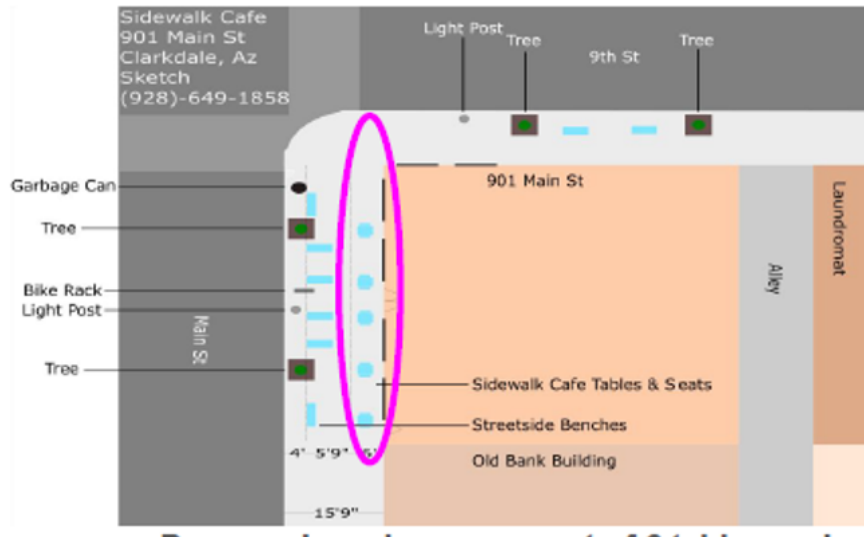 Sidewalk Cafe
901 Main St
Clarkdale, Az
Sketch
(928)-649-1858
Light Post
Tree
9th St
Tree
901 Main St
Garbage Can
Tree
Bike Rack
Light Post
Main St
Tree
Alley
Laundromat
Sidewalk Cafe Tables & Seats
Streetside Benches
4' 5'9" 6'
Old Bank Building
15'9"